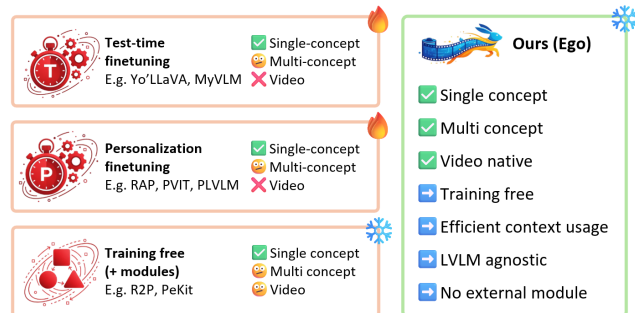 T
Test-time
finetuning
E.g. Yo'LLaVA, MyVLM
✅ Single-concept
🫤 Multi-concept
❌ Video
P
Personalization
finetuning
E.g. RAP, PVIT, PLVLM
✅ Single-concept
🫤 Multi-concept
❌ Video
Training free
(+ modules)
E.g. R2P, PeKit
✅ Single concept
🫤 Multi concept
🫤 Video
Ours (Ego)
✅ Single concept
✅ Multi concept
✅ Video native
➡️ Training free
➡️ Efficient context usage
➡️ LVLM agnostic
➡️ No external module